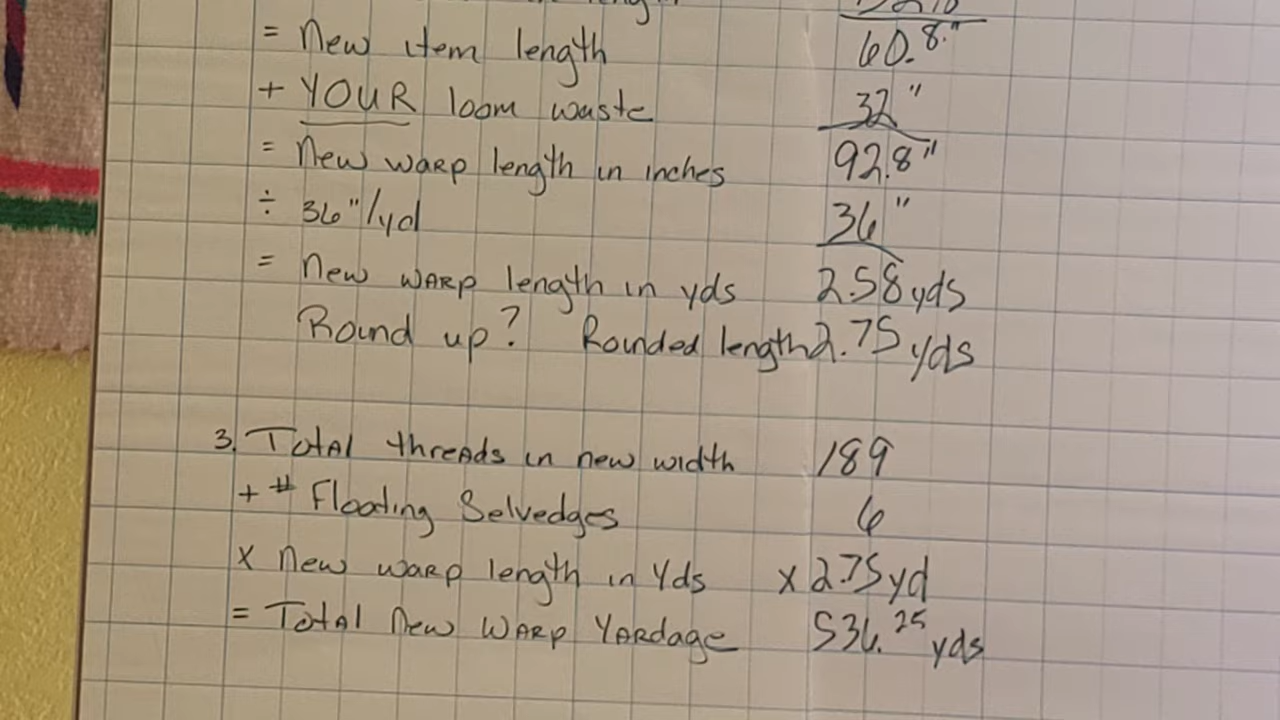 = New item length 60.8"
+ YOUR loom waste 32"
= New warp length in inches 92.8"
÷ 36"/yd 36"
= New warp length in yds 2.58 yds
Round up? Rounded length 2.75 yds
3. Total threads in new width 189
+ # Floating Selvedges 6
x New warp length in Yds x 2.75 yd
= Total New Warp Yardage 536.25 yds